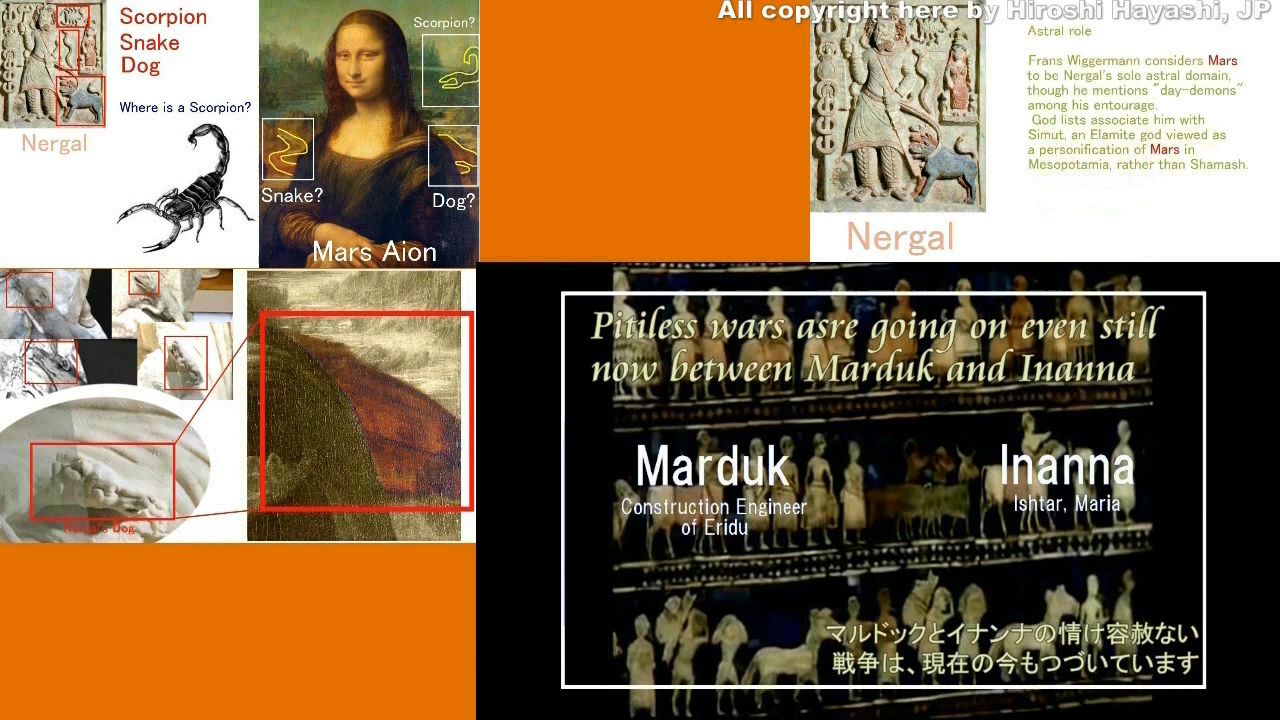 All copyright here by Hiroshi Hayashi, JP
Scorpion
Snake
Dog
Where is a Scorpion?
Nergal
Scorpion?
Snake?
Dog?
Mars Aion
Astral role
Frans Wiggermann considers Mars
to be Nergal's sole astral domain,
though he mentions "day-demons"
among his entourage.
God lists associate him with
Simut, an Elamite god viewed as
a personification of Mars in
Mesopotamia, rather than Shamash.
Nergal
Nergal's Dog
Pitiless wars asre going on even still
now between Marduk and Inanna
Marduk
Construction Engineer
of Eridu
Inanna
Ishtar, Maria
マルドックとイナンナの情け容赦ない
戦争は、現在の今もつづいています